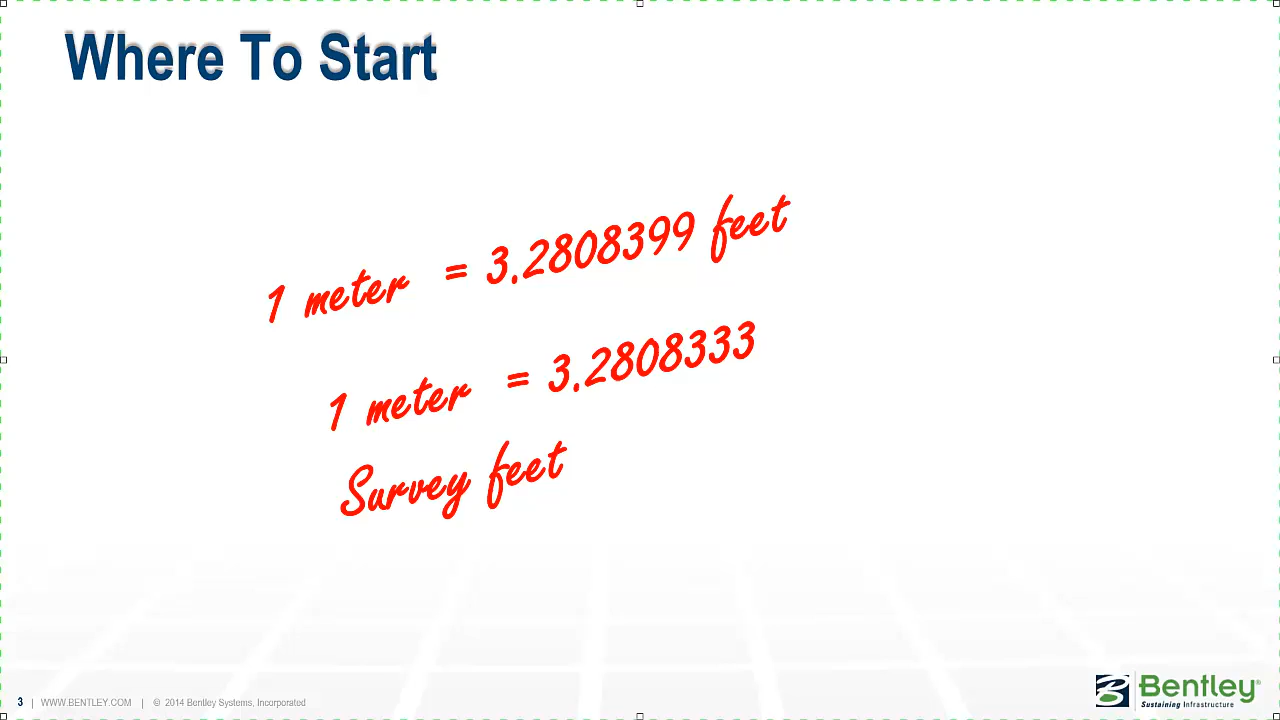 Where To Start
1 meter = 3.2808399 feet
1 meter = 3.2808333
Survey feet
3 | WWW.BENTLEY.COM | © 2014 Bentley Systems, Incorporated
Bentley®
Sustaining Infrastructure